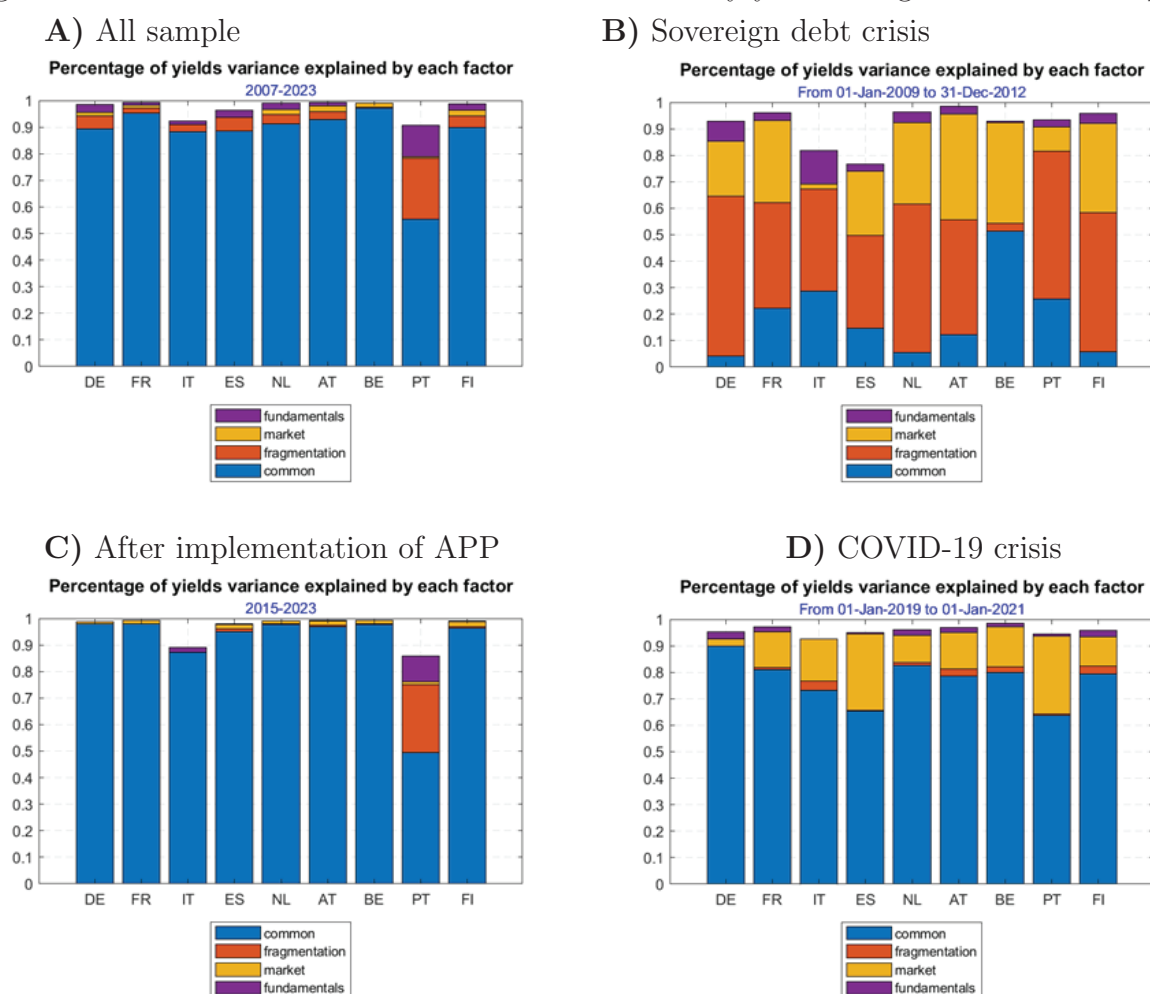 A) All sample
Percentage of yields variance explained by each factor
2007-2023
1
0.9
0.8
0.7
0.6
0.5
0.4
0.3
0.2
0.1
0
DE FR IT ES NL AT BE PT FI
fundamentals
market
fragmentation
common
B) Sovereign debt crisis
Percentage of yields variance explained by each factor
From 01-Jan-2009 to 31-Dec-2012
1
0.9
0.8
0.7
0.6
0.5
0.4
0.3
0.2
0.1
0
DE FR IT ES NL AT BE PT FI
fundamentals
market
fragmentation
common
C) After implementation of APP
Percentage of yields variance explained by each factor
2015-2023
1
0.9
0.8
0.7
0.6
0.5
0.4
0.3
0.2
0.1
0
DE FR IT ES NL AT BE PT FI
common
fragmentation
market
fundamentals
D) COVID-19 crisis
Percentage of yields variance explained by each factor
From 01-Jan-2019 to 01-Jan-2021
1
0.9
0.8
0.7
0.6
0.5
0.4
0.3
0.2
0.1
0
DE FR IT ES NL AT BE PT FI
common
fragmentation
market
fundamentals